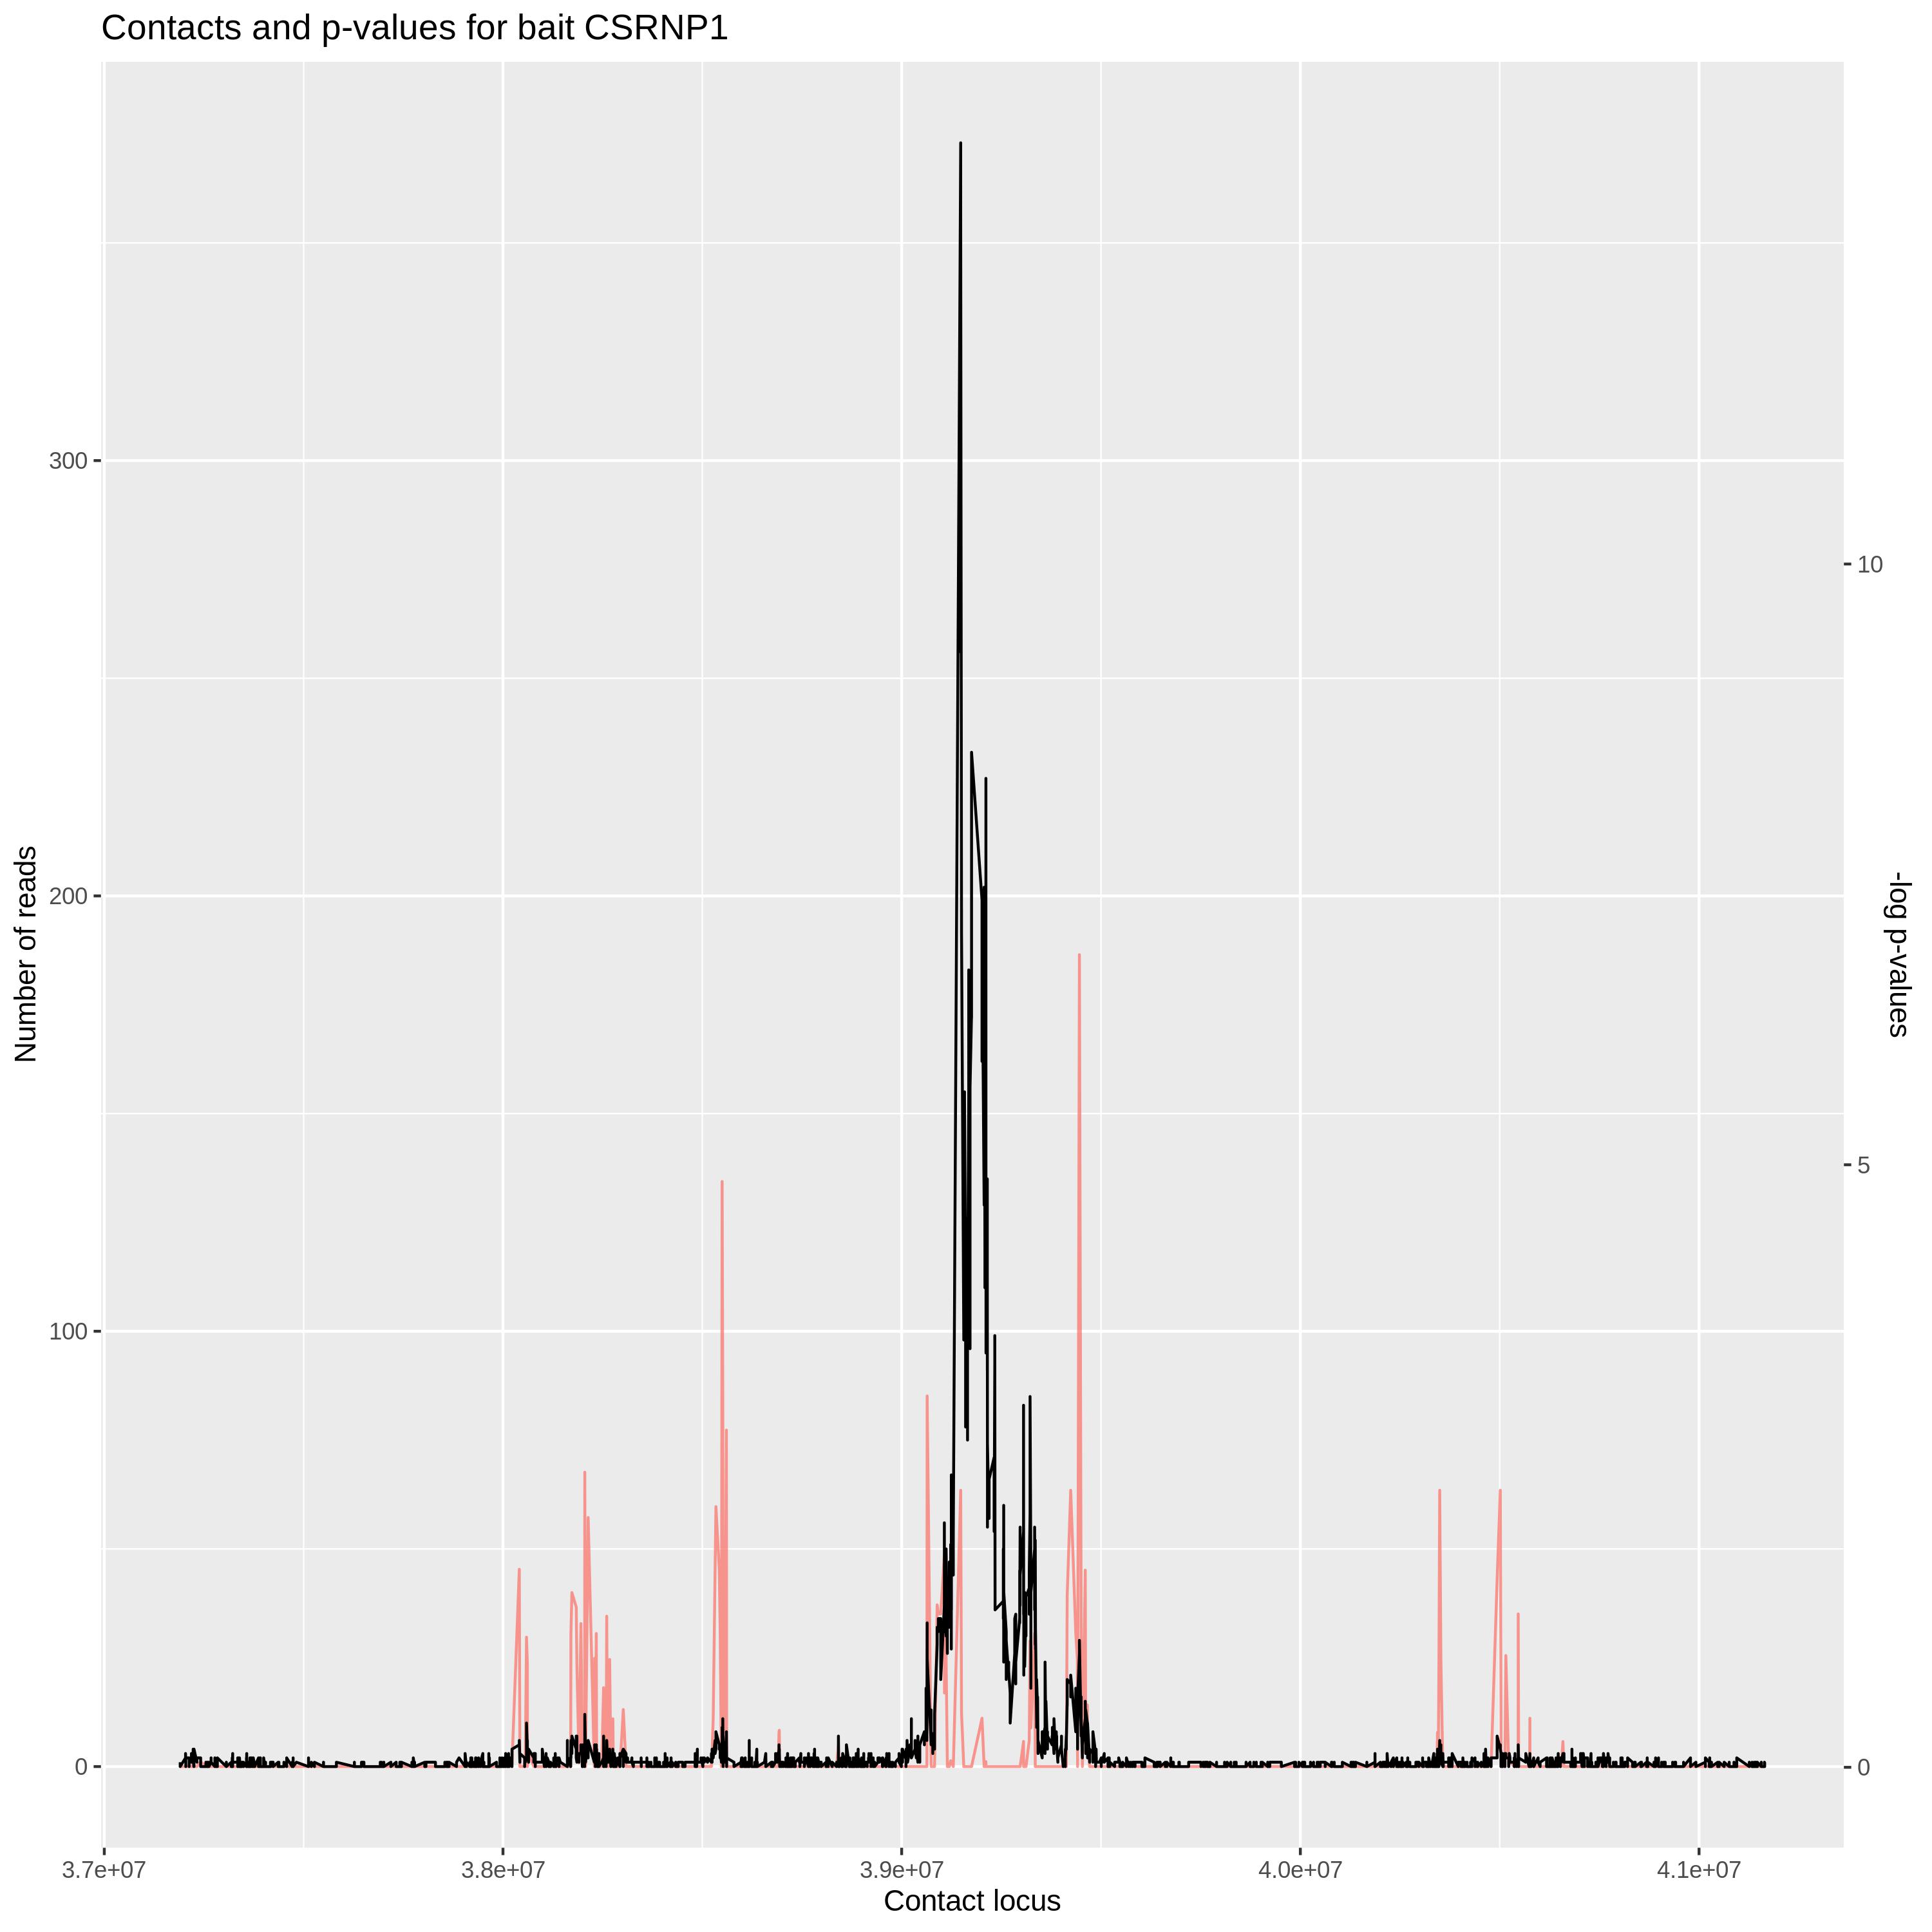 Contacts and p-values for bait CSRNP1
300
200
100
0
Number of reads
10
5
0
-log p-values
3.7e+07
3.8e+07
3.9e+07
4.0e+07
4.1e+07
Contact locus